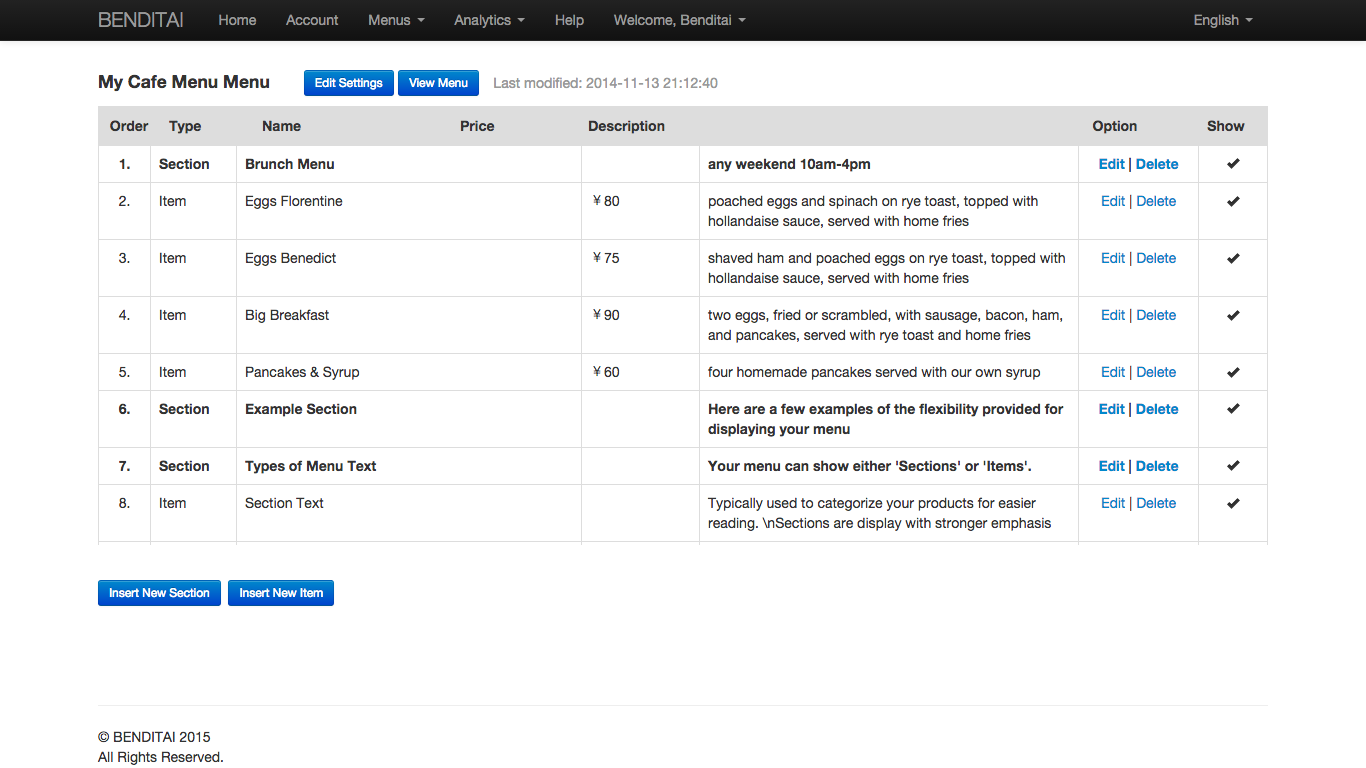 BENDITAI Home Account Menus Analytics Help Welcome, Benditai English
My Cafe Menu Menu Edit Settings View Menu Last modified: 2014-11-13 21:12:40
Order Type Name Price Description Option Show
1. Section Brunch Menu any weekend 10am-4pm Edit | Delete
2. Item Eggs Florentine ¥ 80 poached eggs and spinach on rye toast, topped with Edit | Delete
hollandaise sauce, served with home fries
3. Item Eggs Benedict ¥ 75 shaved ham and poached eggs on rye toast, topped with Edit | Delete
hollandaise sauce, served with home fries
4. Item Big Breakfast ¥ 90 two eggs, fried or scrambled, with sausage, bacon, ham, Edit | Delete
and pancakes, served with rye toast and home fries
5. Item Pancakes & Syrup ¥ 60 four homemade pancakes served with our own syrup Edit | Delete
6. Section Example Section Here are a few examples of the flexibility provided for Edit | Delete
displaying your menu
7. Section Types of Menu Text Your menu can show either 'Sections' or 'Items'. Edit | Delete
8. Item Section Text Typically used to categorize your products for easier Edit | Delete
reading. \nSections are display with stronger emphasis
Insert New Section Insert New Item
© BENDITAI 2015
All Rights Reserved.